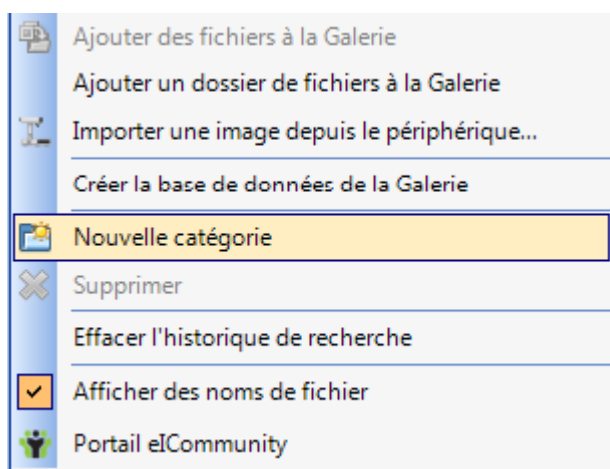 Ajouter des fichiers à la Galerie
Ajouter un dossier de fichiers à la Galerie
Importer une image depuis le périphérique...
Créer la base de données de la Galerie
Nouvelle catégorie
Supprimer
Effacer l'historique de recherche
Afficher des noms de fichier
Portail eICommunity